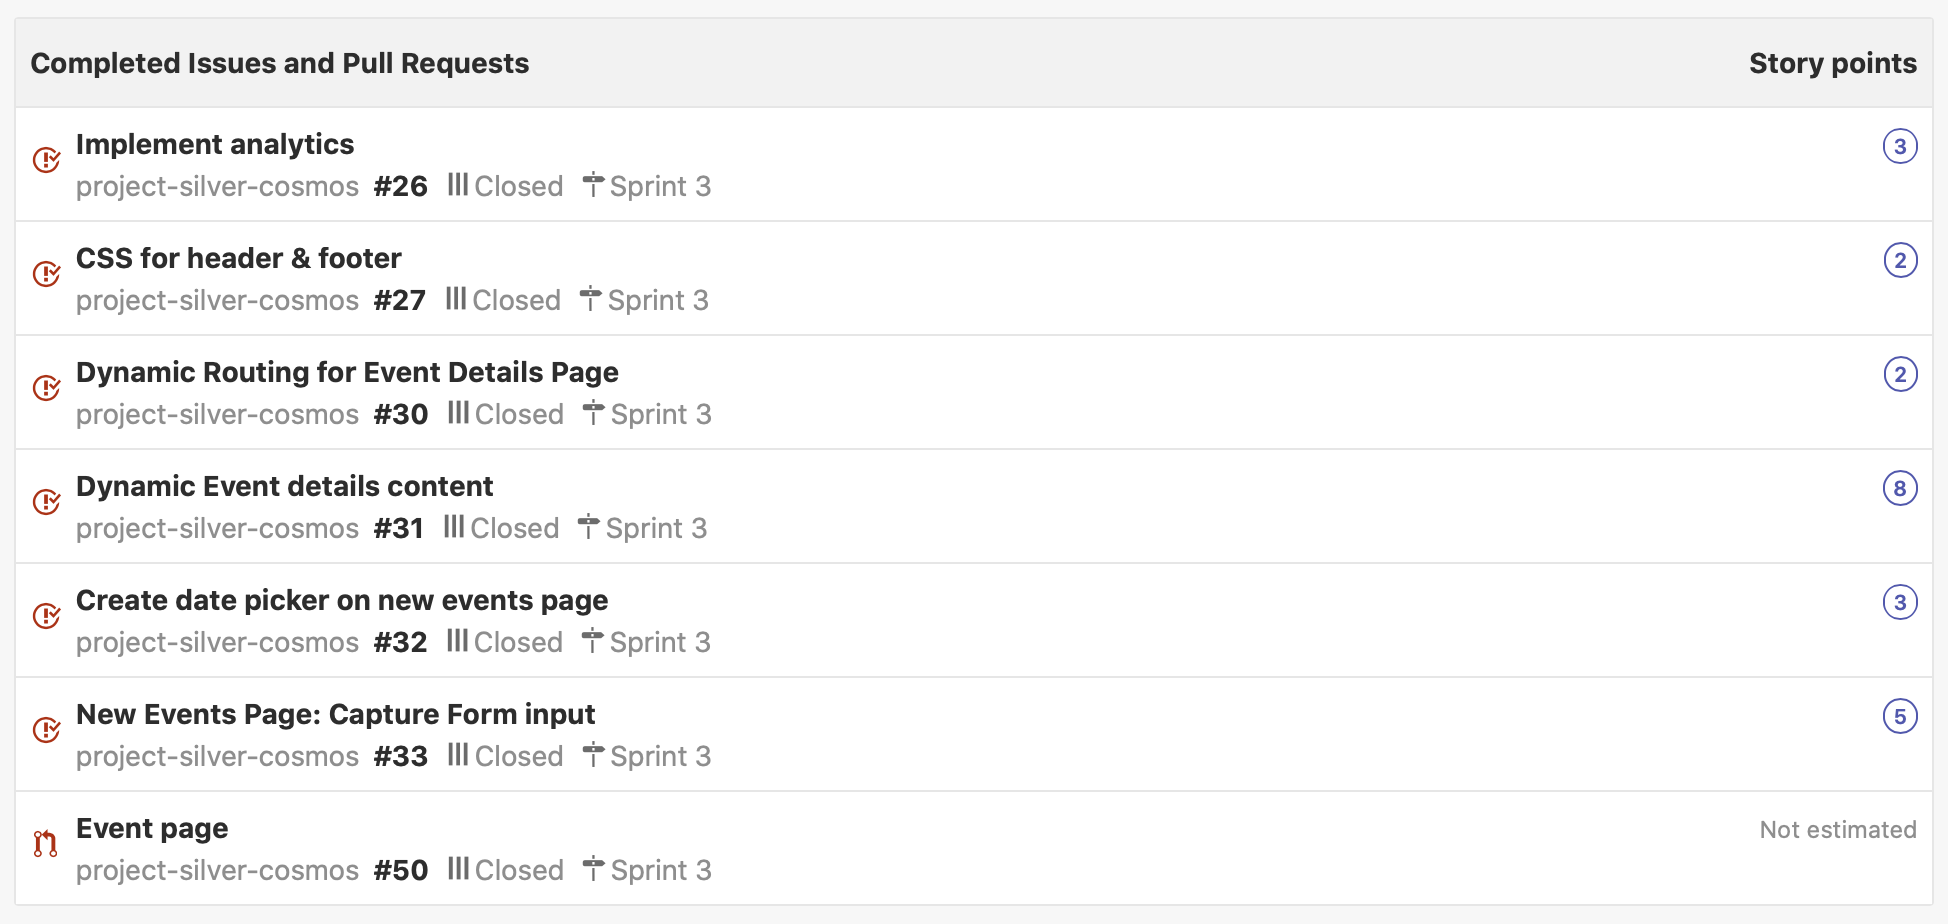 Completed Issues and Pull Requests Story points
Implement analytics 3
project-silver-cosmos #26 Closed Sprint 3
CSS for header & footer 2
project-silver-cosmos #27 Closed Sprint 3
Dynamic Routing for Event Details Page 2
project-silver-cosmos #30 Closed Sprint 3
Dynamic Event details content 8
project-silver-cosmos #31 Closed Sprint 3
Create date picker on new events page 3
project-silver-cosmos #32 Closed Sprint 3
New Events Page: Capture Form input 5
project-silver-cosmos #33 Closed Sprint 3
Event page Not estimated
project-silver-cosmos #50 Closed Sprint 3